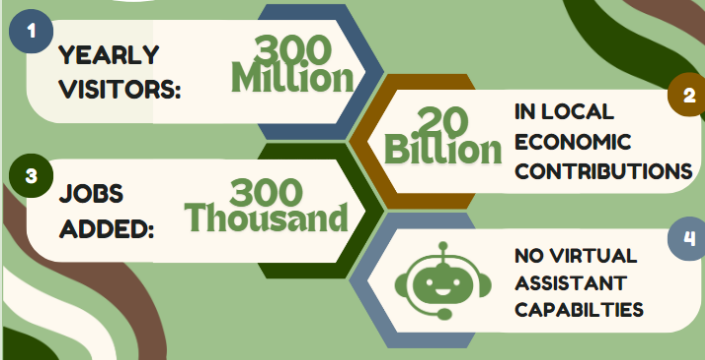 1
YEARLY
VISITORS:
300
Million
2
20
Billion
IN LOCAL
ECONOMIC
CONTRIBUTIONS
3
JOBS
ADDED:
300
Thousand
4
NO VIRTUAL
ASSISTANT
CAPABILTIES